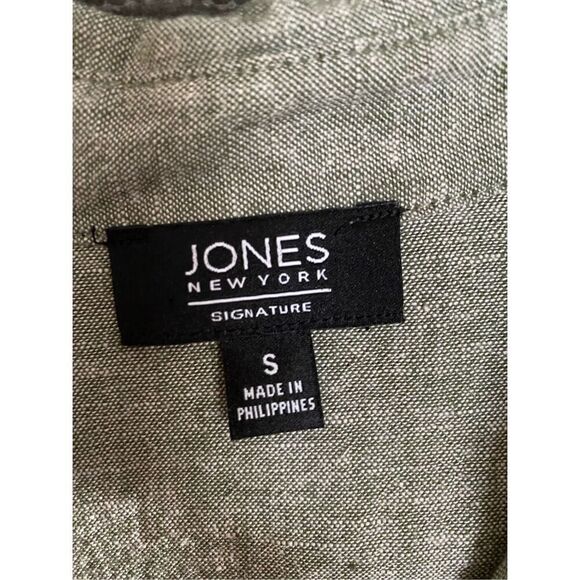 JONES
NEW YORK
SIGNATURE
S
MADE IN
PHILIPPINES